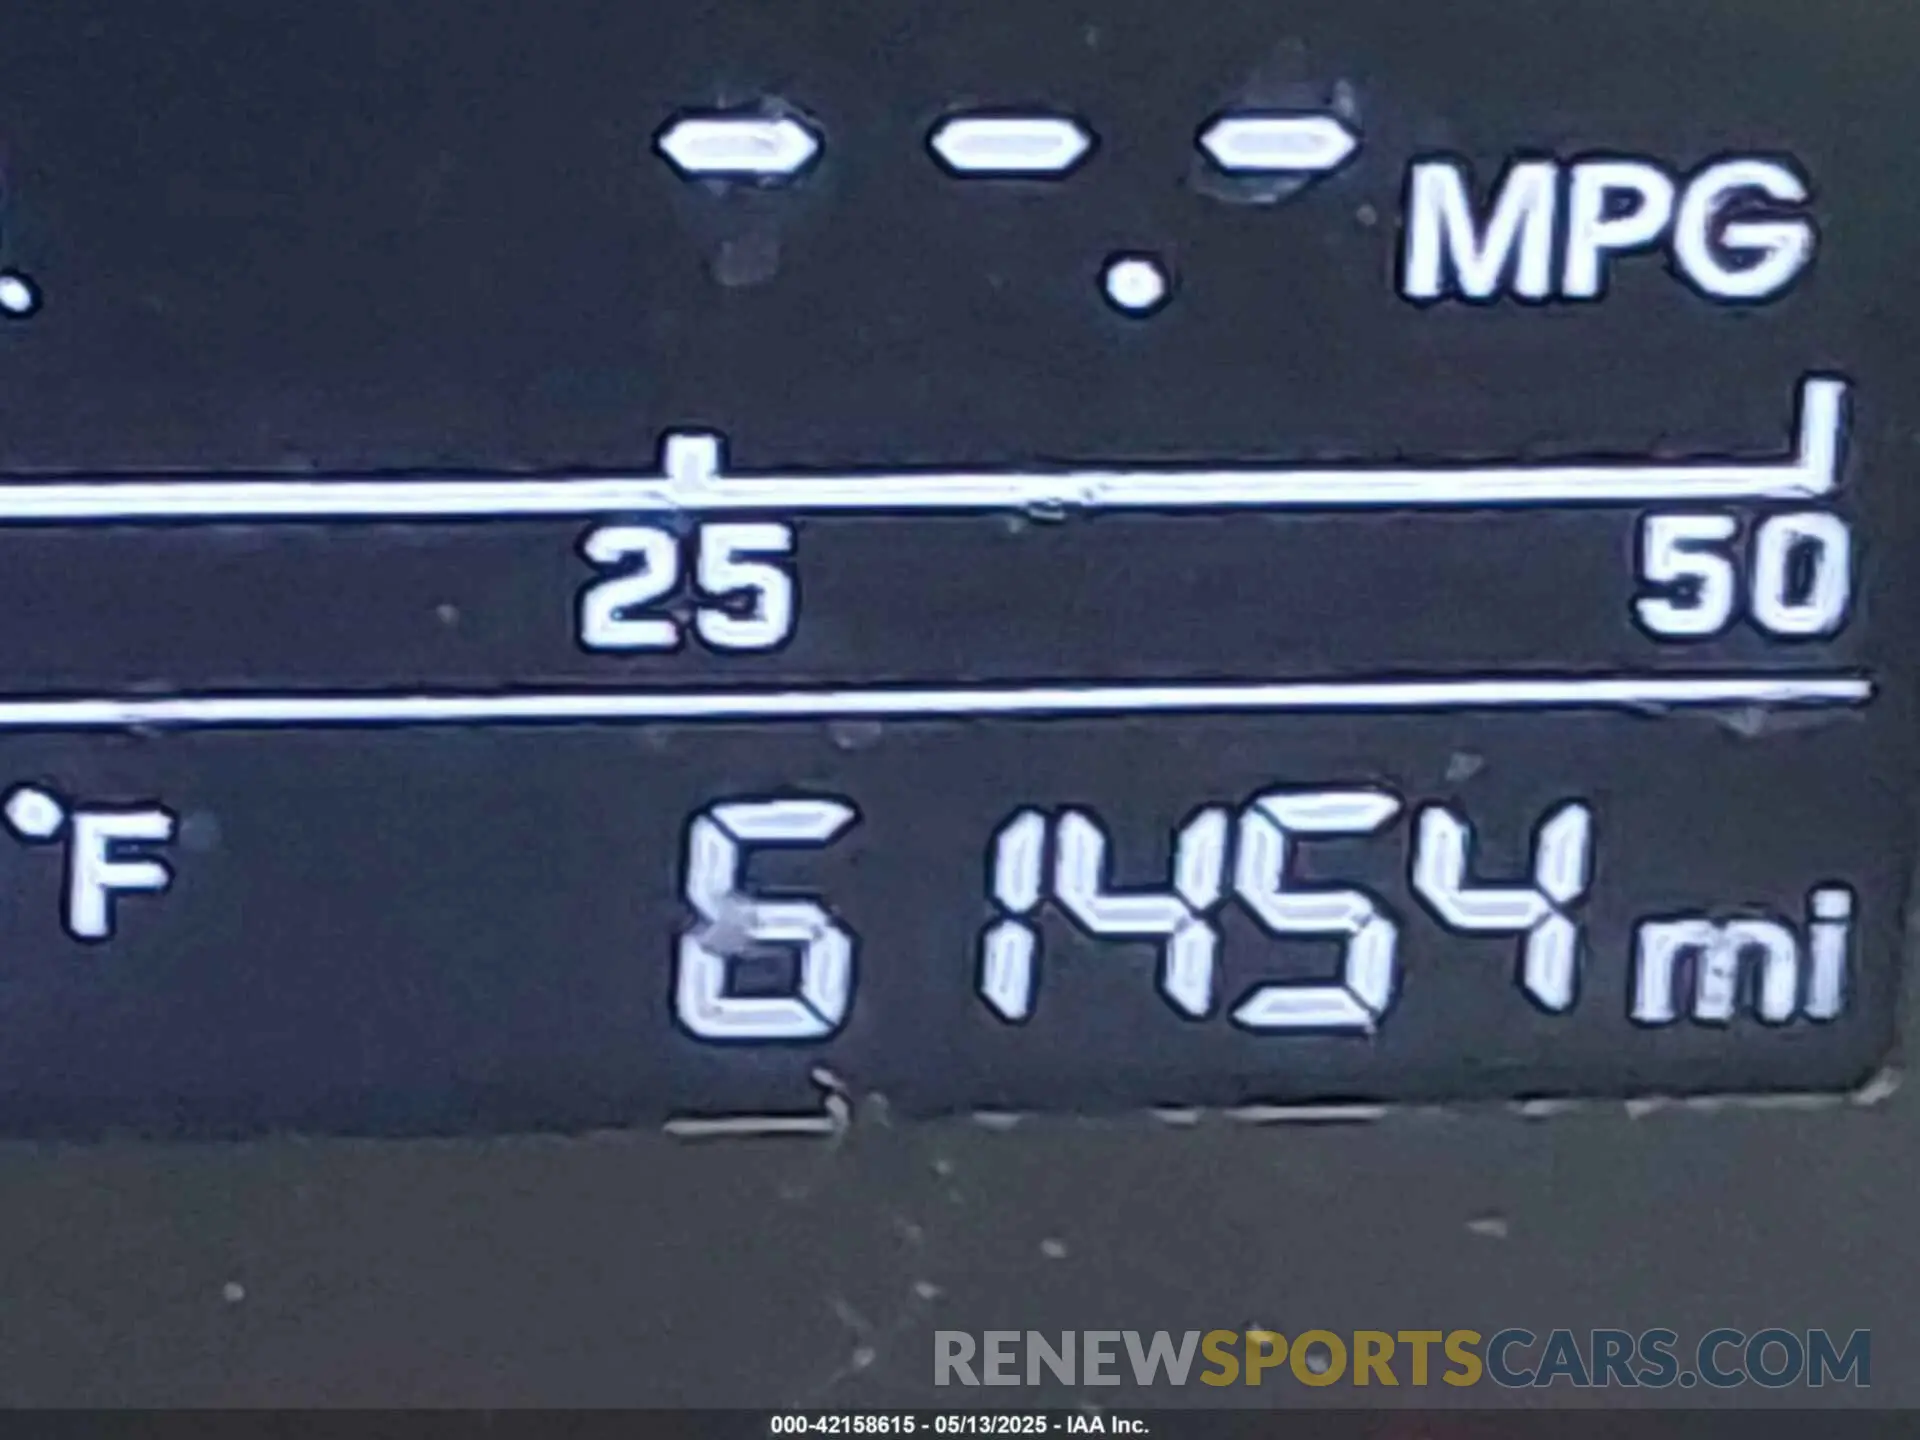 --.- MPG
25 50
°F 61454 mi
RENEWSPORTSCARS.COM
000-42158615 - 05/13/2025 - IAA Inc.